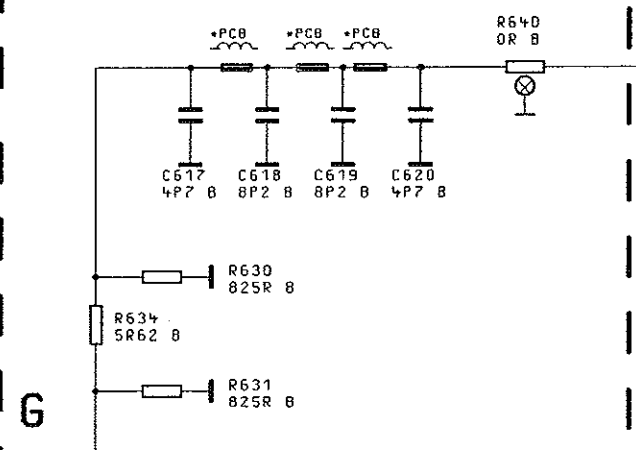 *PCB *PCB *PCB
R640
0R B
C617 C618 C619 C620
4P7 B 8P2 B 8P2 B 4P7 B
R630
825R B
R634
5R62 B
R631
825R B
G